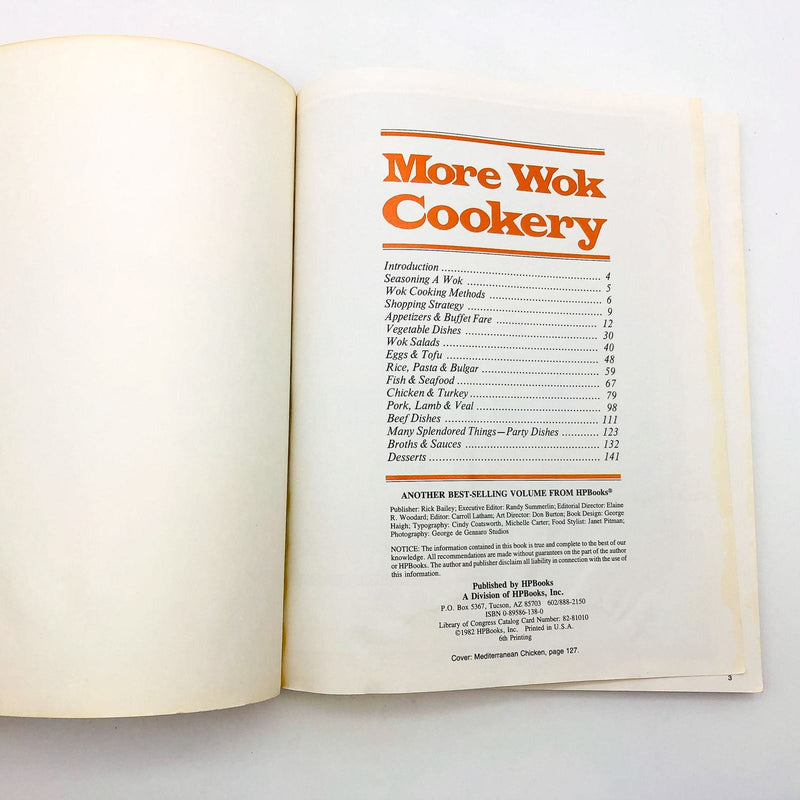 More Wok
Cookery
Introduction 4
Seasoning A Wok 5
Wok Cooking Methods 6
Shopping Strategy 9
Appetizers & Buffet Fare 12
Vegetable Dishes 30
Wok Salads 40
Eggs & Tofu 48
Rice, Pasta & Bulgar 59
Fish & Seafood 67
Chicken & Turkey 79
Pork, Lamb & Veal 98
Beef Dishes 111
Many Splendored Things—Party Dishes 123
Broths & Sauces 132
Desserts 141
ANOTHER BEST-SELLING VOLUME FROM HPBooks®
Publisher: Rick Bailey; Executive Editor: Randy Summerlin; Editorial Director: Elaine
R. Woodard; Editor: Carroll Latham; Art Director: Don Burton; Book Design: George
Haigh; Typography: Cindy Coatsworth, Michelle Carter; Food Stylist: Janet Pitman;
Photography: George de Gennaro Studios
NOTICE: The information contained in this book is true and complete to the best of our
knowledge. All recommendations are made without guarantees on the part of the author
or HPBooks. The author and publisher disclaim all liability in connection with the use of
this information.
Published by HPBooks
A Division of HPBooks, Inc.
P.O. Box 5367, Tucson, AZ 85703 602/888-2150
ISBN 0-89586-138-0
Library of Congress Catalog Card Number: 82-81010
©1982 HPBooks, Inc. Printed in U.S.A.
6th Printing
Cover: Mediterranean Chicken, page 127.
3